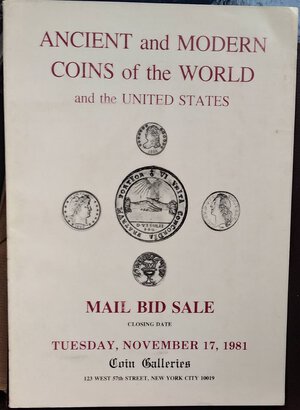 ANCIENT and MODERN
COINS of the WORLD
and the UNITED STATES
MAIL BID SALE
CLOSING DATE
TUESDAY, NOVEMBER 17, 1981
Coin Galleries
123 WEST 57th STREET, NEW YORK CITY 10019